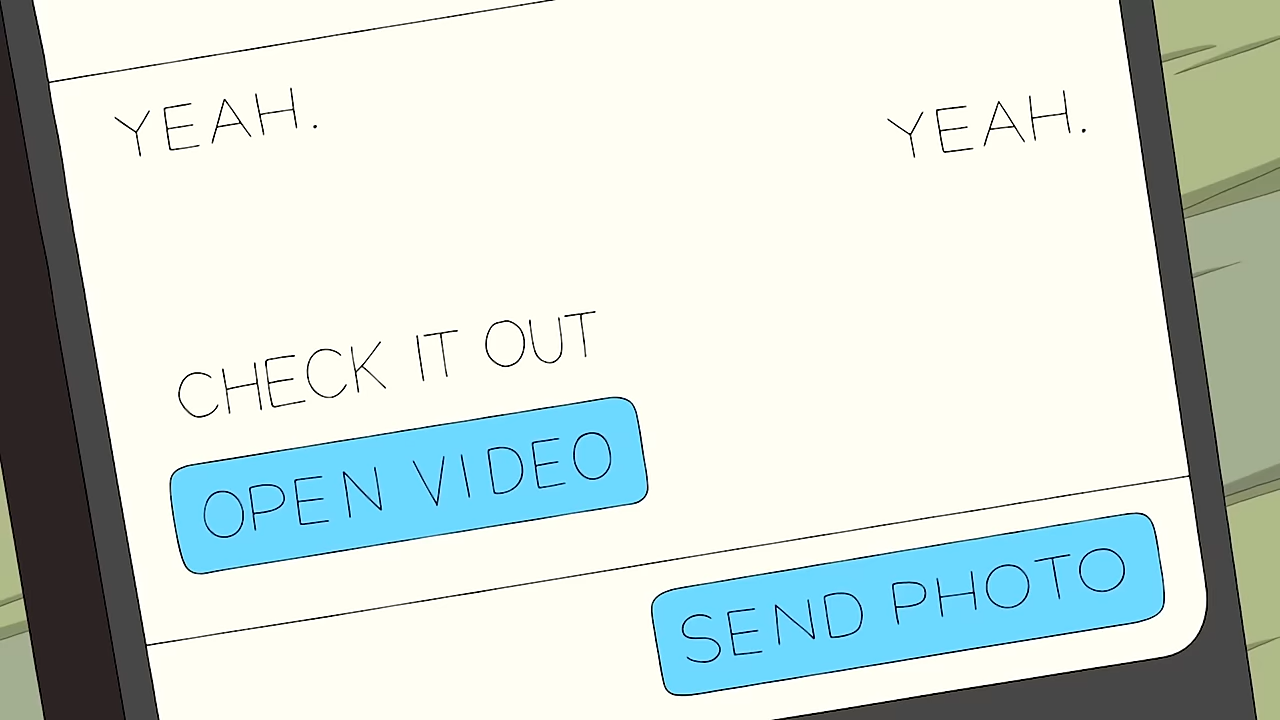 YEAH.
YEAH.
CHECK IT OUT
OPEN VIDEO
SEND PHOTO